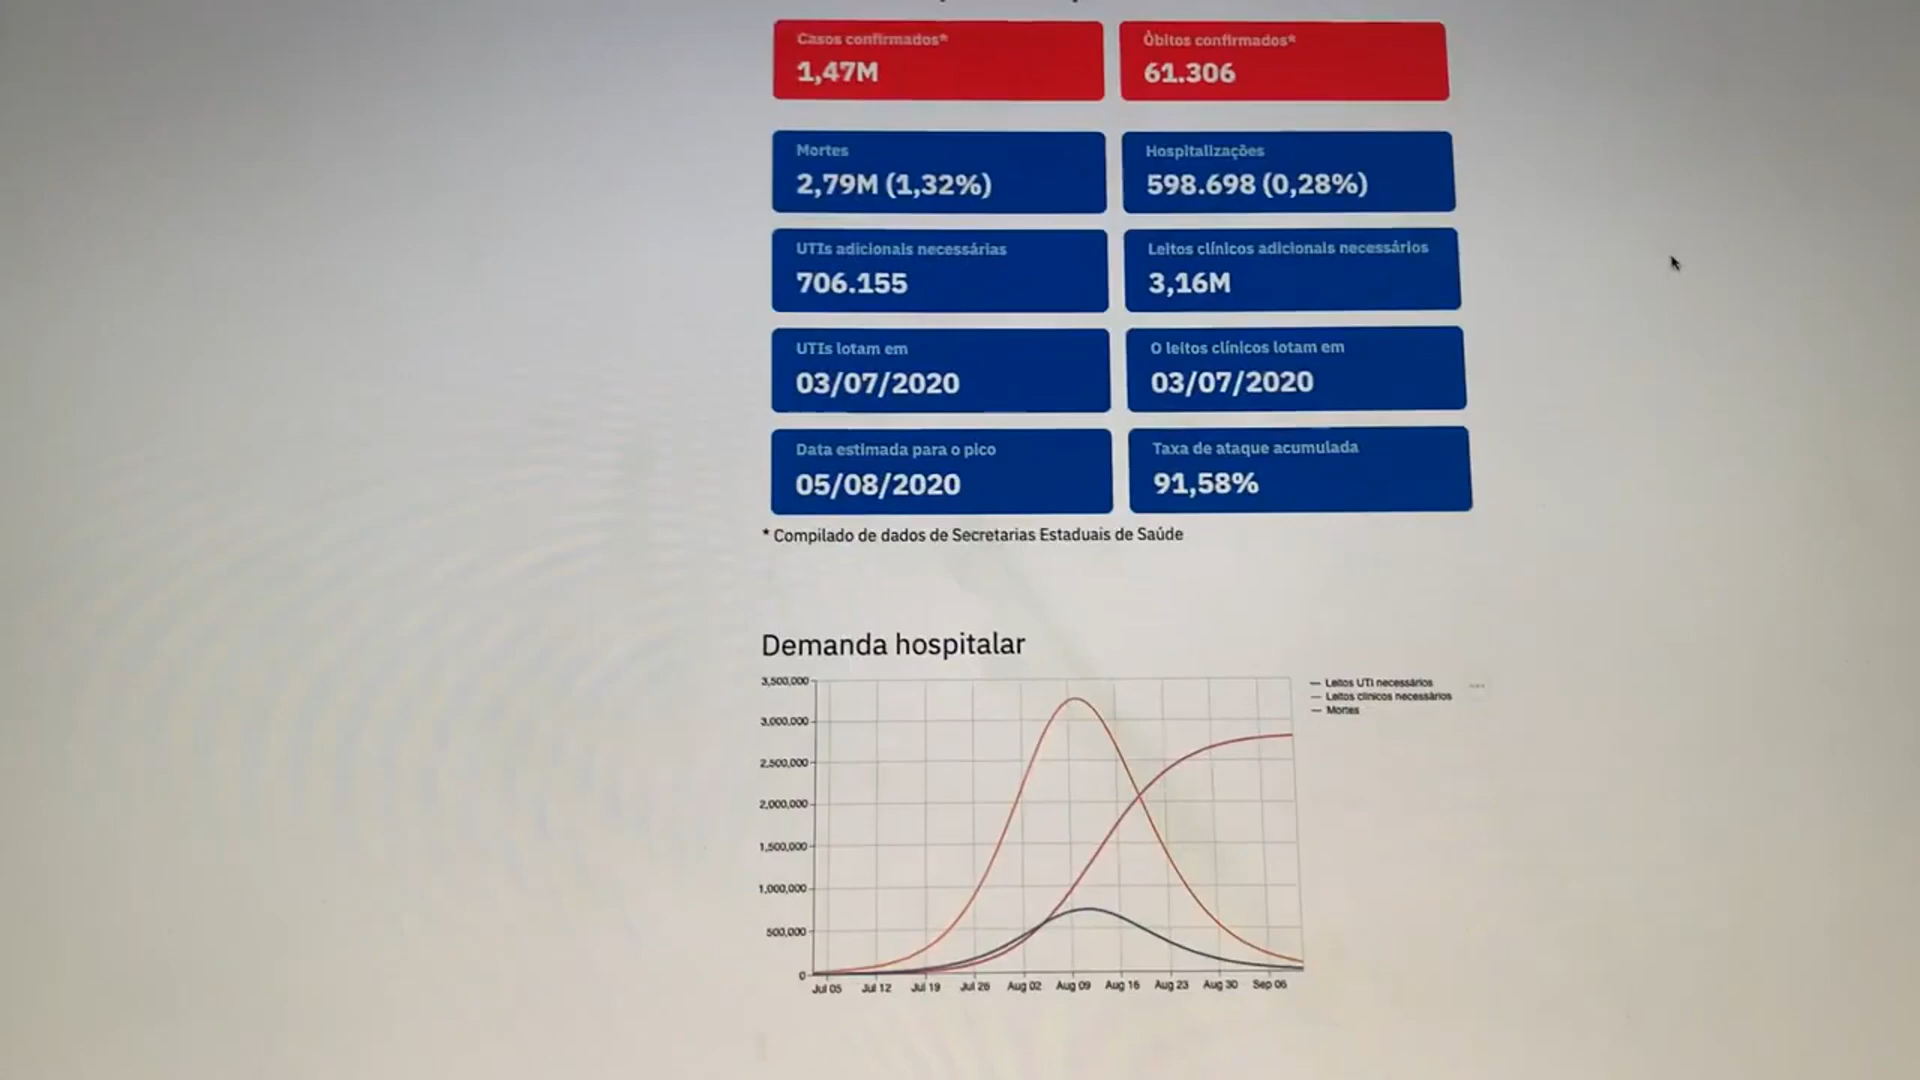 Casos confirmados*
1,47M
Óbitos confirmados*
61.306
Mortes
2,79M (1,32%)
Hospitalizações
598.698 (0,28%)
UTIs adicionais necessárias
706.155
Leitos clínicos adicionais necessários
3,16M
UTIs lotam em
03/07/2020
O leitos clínicos lotam em
03/07/2020
Data estimada para o pico
05/08/2020
Taxa de ataque acumulada
91,58%
* Compilado de dados de Secretarias Estaduais de Saúde
Demanda hospitalar
Leitos UTI necessários
Leitos clínicos necessários
Mortes
3,500,000
3,000,000
2,500,000
2,000,000
1,500,000
1,000,000
500,000
0
Jul 05 Jul 12 Jul 19 Jul 26 Aug 02 Aug 09 Aug 16 Aug 23 Aug 30 Sep 06